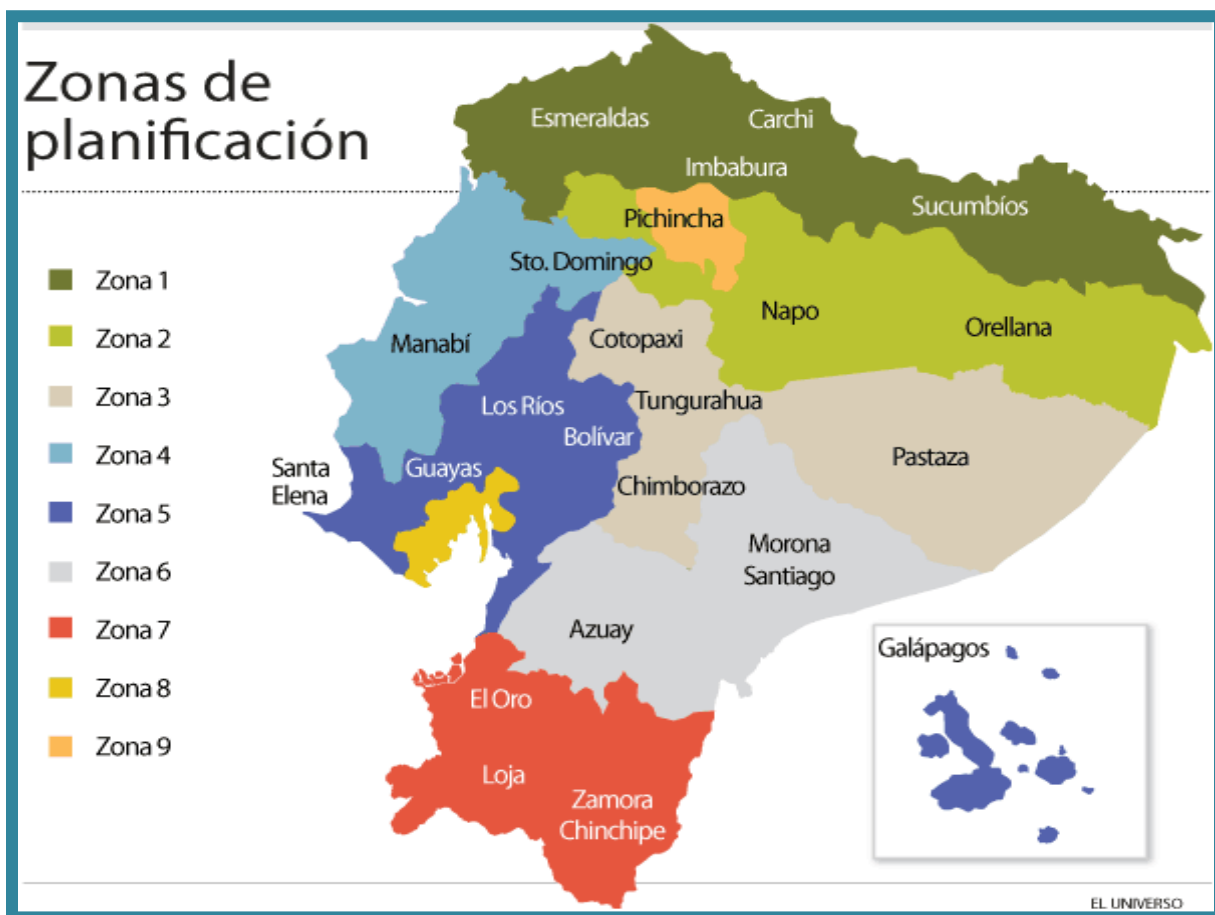 Zonas de
planificación
Esmeraldas
Carchi
Imbabura
Sucumbíos
Pichincha
Sto. Domingo
Napo
Orellana
Manabí
Cotopaxi
Los Ríos
Tungurahua
Bolívar
Pastaza
Santa
Elena
Guayas
Chimborazo
Morona
Santiago
Azuay
El Oro
Loja
Zamora
Chinchipe
Galápagos
Zona 1
Zona 2
Zona 3
Zona 4
Zona 5
Zona 6
Zona 7
Zona 8
Zona 9
EL UNIVERSO